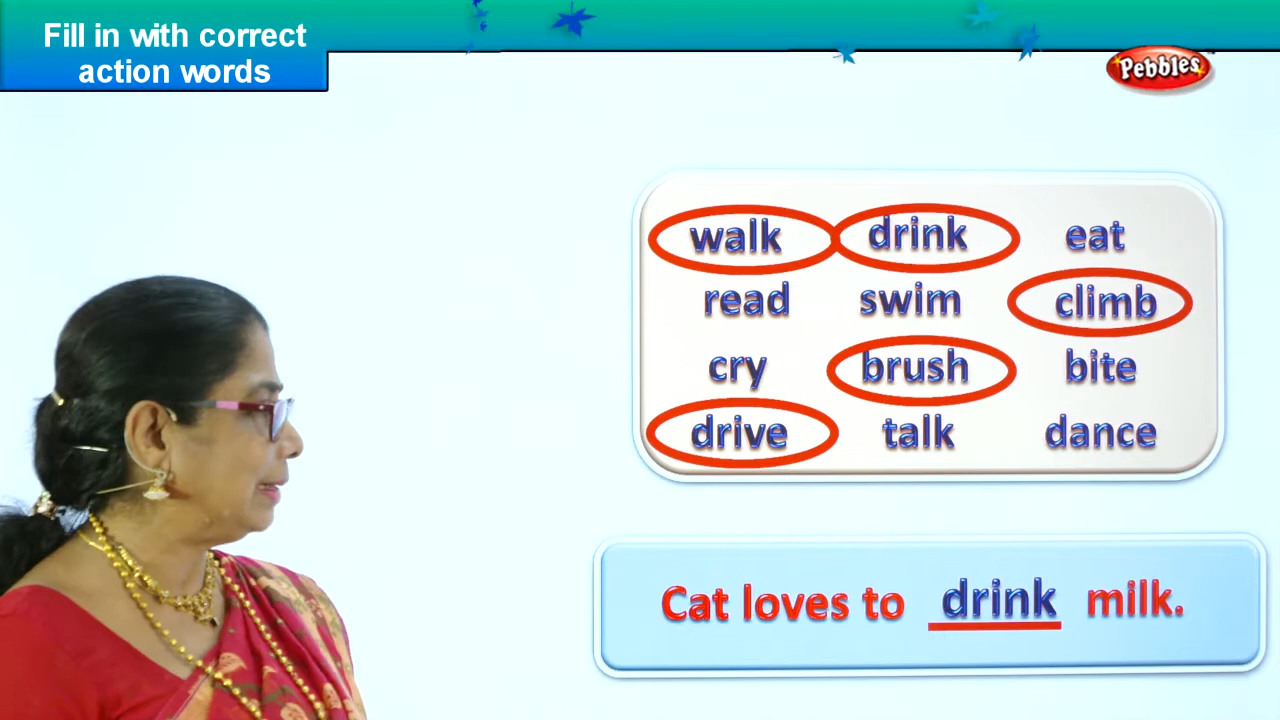 Fill in with correct
action words
Pebbles
walk drink eat
read swim climb
cry brush bite
drive talk dance
Cat loves to drink milk.